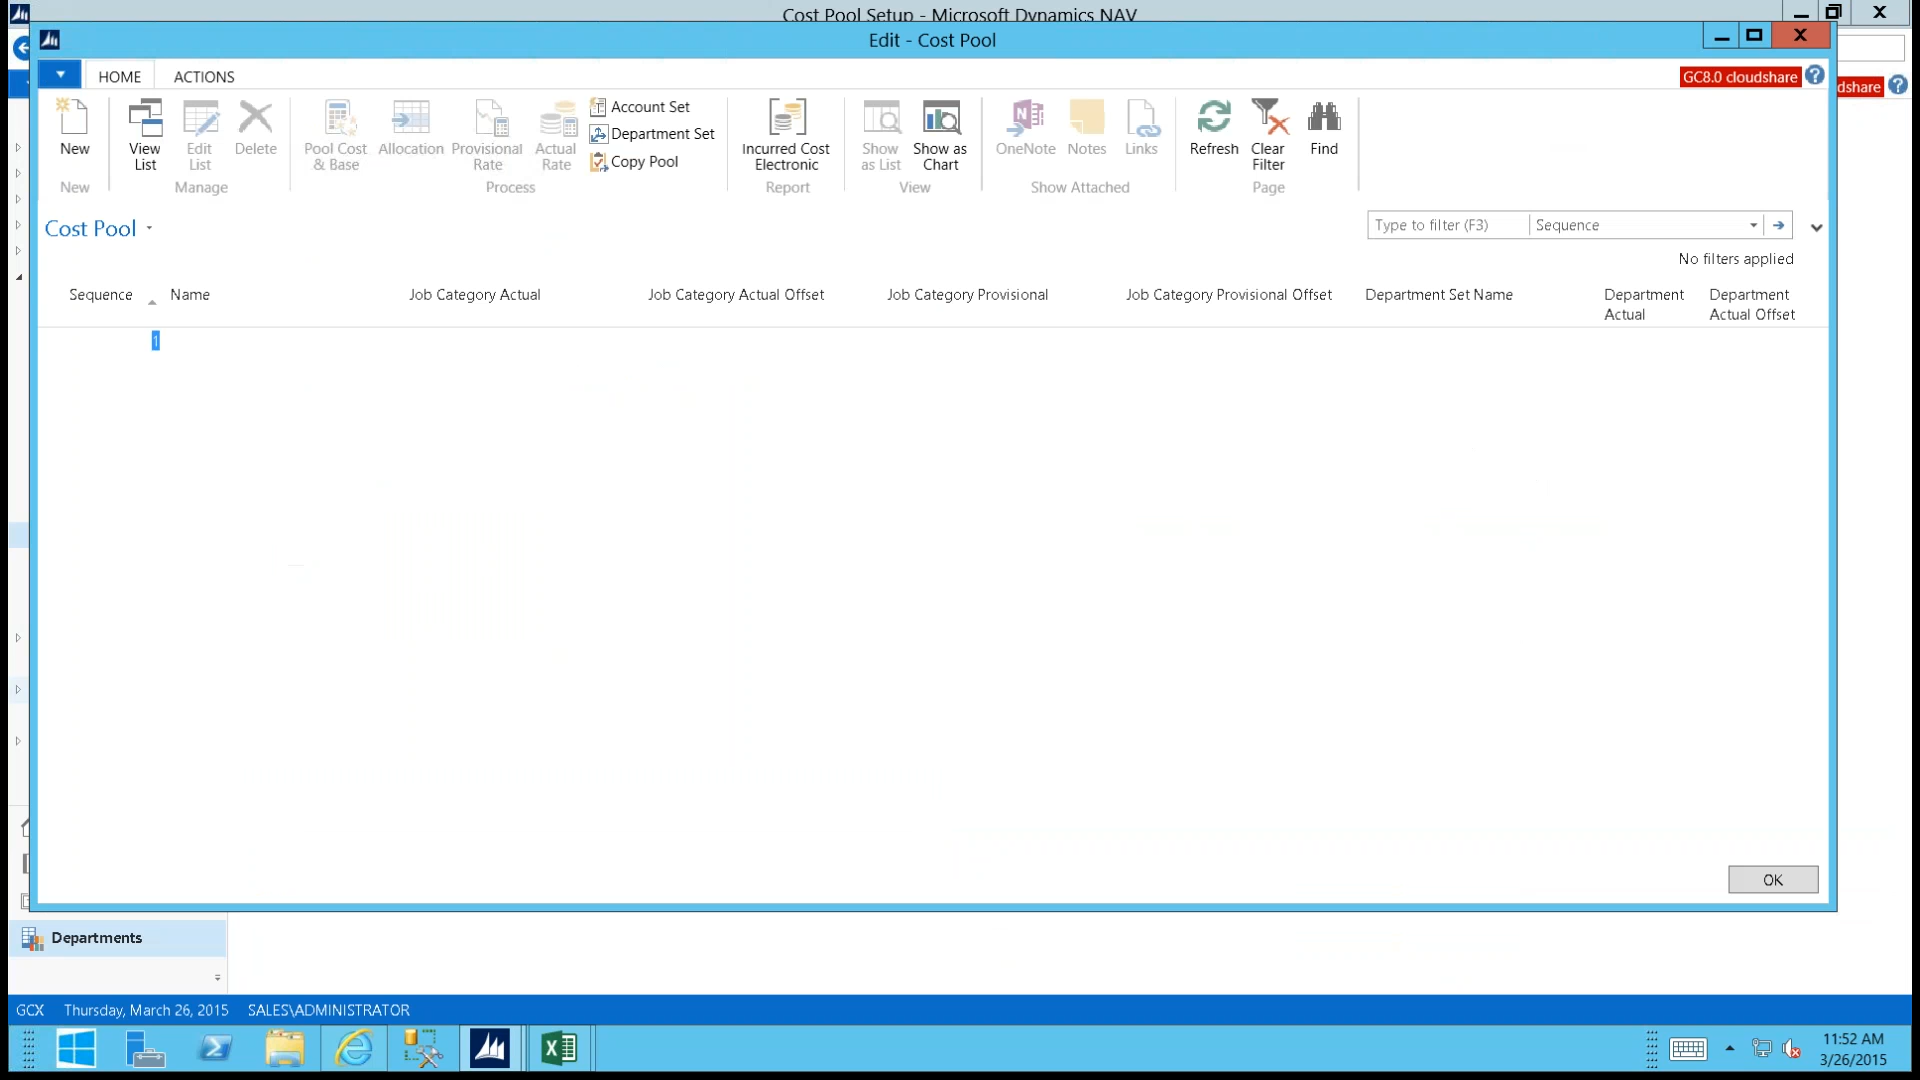 Cost Pool Setup - Microsoft Dynamics NAV
Edit - Cost Pool
HOME
ACTIONS
GC8.0 cloudshare
dshare
New
View List
Edit List
Delete
Pool Cost & Base
Allocation
Provisional Rate
Actual Rate
Account Set
Department Set
Copy Pool
Incurred Cost Electronic
Show as List
Show as Chart
OneNote
Notes
Links
Refresh
Clear Filter
Find
New
Manage
Process
Report
View
Show Attached
Page
Cost Pool
Type to filter (F3)
Sequence
No filters applied
Sequence
Name
Job Category Actual
Job Category Actual Offset
Job Category Provisional
Job Category Provisional Offset
Department Set Name
Department Actual
Department Actual Offset
1
OK
Departments
GCX
Thursday, March 26, 2015
SALES\ADMINISTRATOR
11:52 AM
3/26/2015